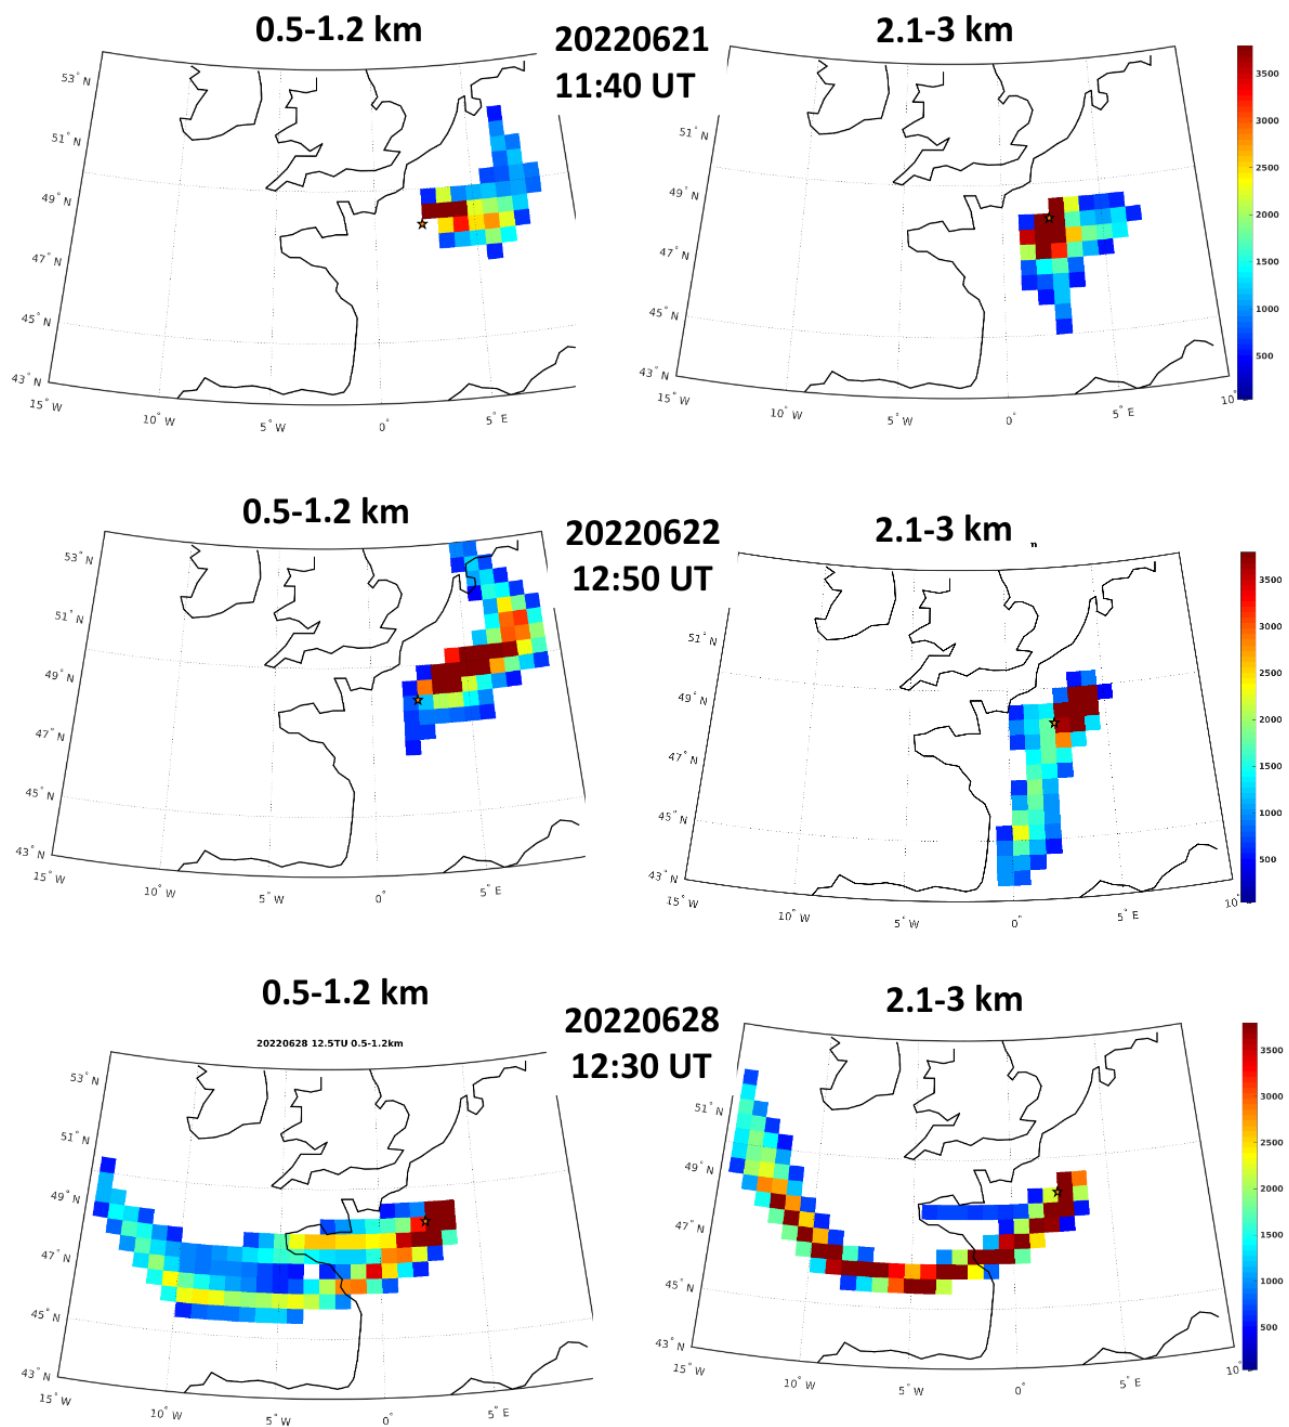 0.5-1.2 km
20220621
11:40 UT
2.1-3 km
53° N
51° N
49° N
47° N
45° N
43° N
15° W
10° W
5° W
0°
5° E
51° N
49° N
47° N
45° N
43° N
15° W
10° W
5° W
0°
5° E
10°
3500
3000
2500
2000
1500
1000
500
0.5-1.2 km
20220622
12:50 UT
2.1-3 km
53° N
51° N
49° N
47° N
45° N
43° N
15° W
10° W
5° W
0°
5° E
51° N
49° N
47° N
45° N
43° N
15° W
10° W
5° W
0°
5° E
10°
3500
3000
2500
2000
1500
1000
500
0.5-1.2 km
20220628
12:30 UT
2.1-3 km
20220628 12.5TU 0.5-1.2km
53° N
51° N
49° N
47° N
45° N
43° N
15° W
10° W
5° W
0°
5° E
51° N
49° N
47° N
45° N
43° N
15° W
10° W
5° W
0°
5° E
10°
3500
3000
2500
2000
1500
1000
500